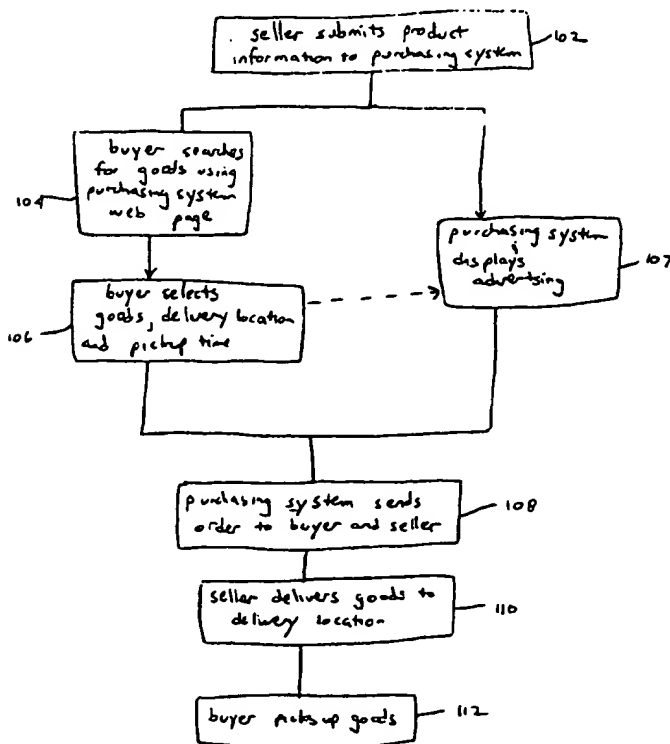 . seller submits product
information to purchasing system
102
buyer searches
for goods using
purchasing system
web page
104
purchasing system
displays
advertsing
107
buyer selects
goods, delivery location
and pickup time
106
purchasing system sends
order to buyer and seller
108
seller delivers goods to
delivery location
110
buyer picks up goods
112